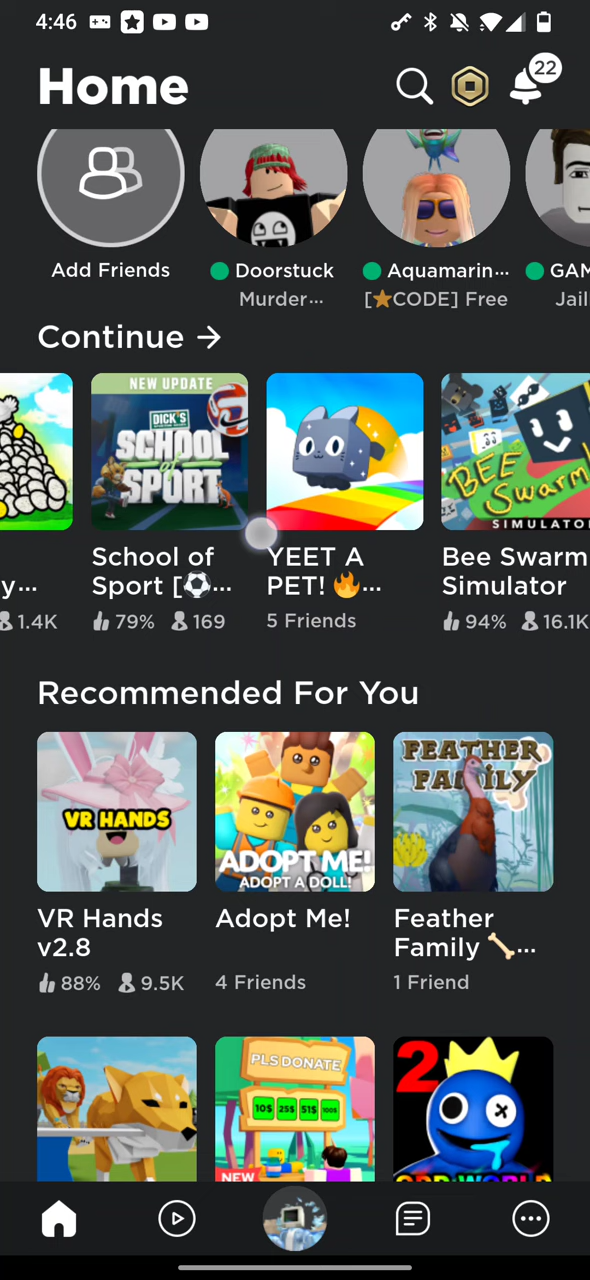 4:46
Home
22
Add Friends
Doorstuck
Murder...
Aquamarin...
[⭐CODE] Free
GAM
Jail
Continue →
NEW UPDATE
DICK'S
SCHOOL
of
SPORT
BEE
Swarm
SIMULATO
y...
1.4K
School of
Sport [⚽...
79% 169
YEET A
PET! 🔥...
5 Friends
Bee Swarm
Simulator
94% 16.1K
Recommended For You
VR HANDS
ADOPT ME!
ADOPT A DOLL!
FEATHER
FAMILY
VR Hands
v2.8
88% 9.5K
Adopt Me!
4 Friends
Feather
Family 🦴...
1 Friend
PLS DONATE
10$ 25$ 51$ 100$
NEW
2
ODD WORLD